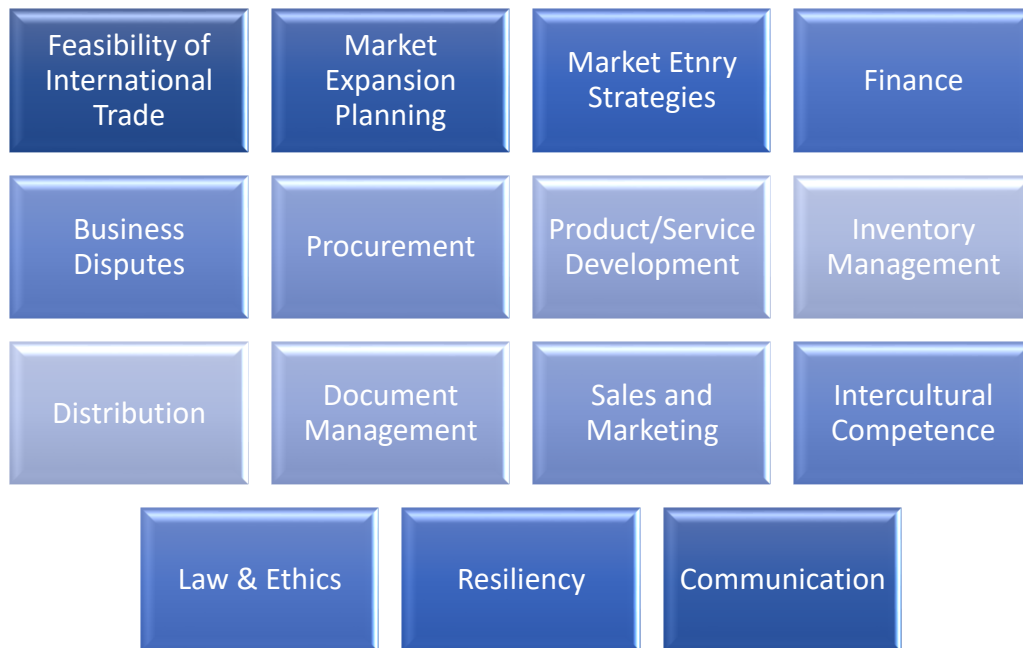 Feasibility of
International
Trade
Market
Expansion
Planning
Market Etnry
Strategies
Finance
Business
Disputes
Procurement
Product/Service
Development
Inventory
Management
Distribution
Document
Management
Sales and
Marketing
Intercultural
Competence
Law & Ethics
Resiliency
Communication